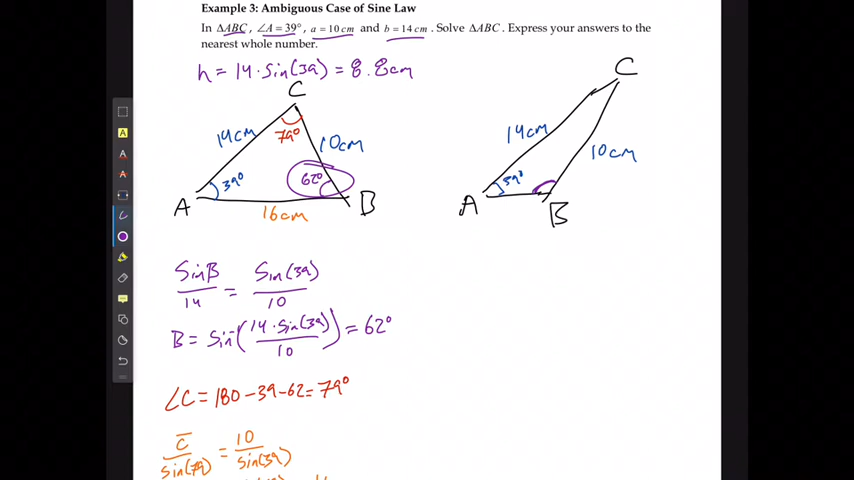 Example 3: Ambiguous Case of Sine Law
In ΔABC, ∠A = 39°, a = 10 cm and b = 14 cm. Solve ΔABC. Express your answers to the
nearest whole number.
h = 14 · sin(39) = 8.8cm
C
C
14cm
79°
10cm
14cm
10cm
39°
62°
39°
A
16cm
B
A
B
SinB / 14 = Sin(39) / 10
B = sin⁻(14 · sin(39) / 10) = 62°
∠C = 180 - 39 - 62 = 79°
c / sin(79) = 10 / sin(39)
A
A
A